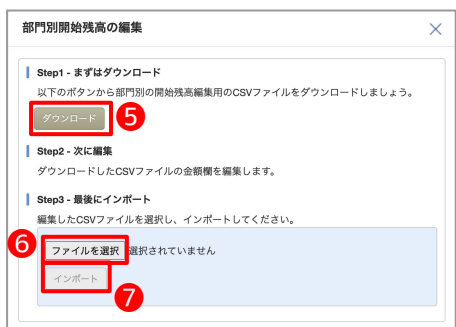 部門別開始残高の編集
Step1 - まずはダウンロード
以下のボタンから部門別の開始残高編集用のCSVファイルをダウンロードしましょう。
ダウンロード 5
Step2 - 次に編集
ダウンロードしたCSVファイルの金額欄を編集します。
Step3 - 最後にインポート
編集したCSVファイルを選択し、インポートしてください。
6 ファイルを選択 選択されていません
インポート 7